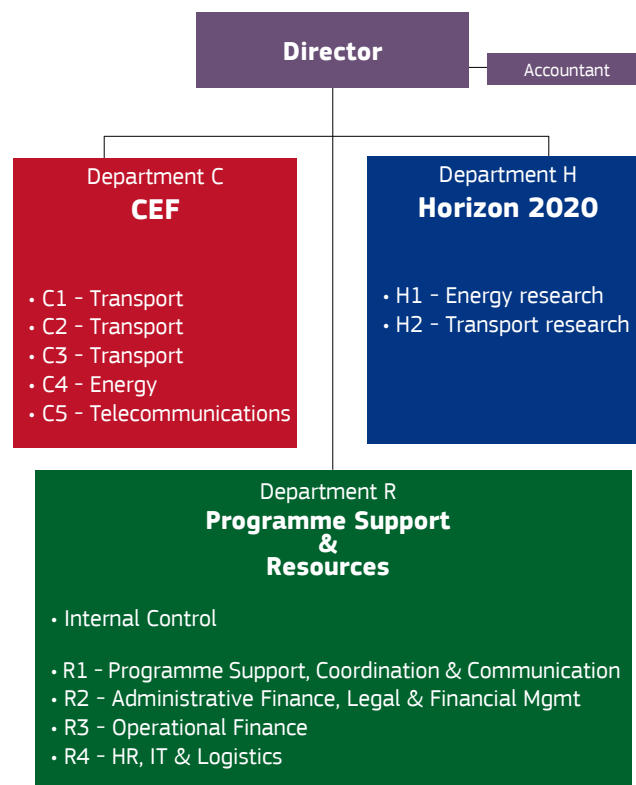 Director
Accountant
Department C
CEF
• C1 - Transport
• C2 - Transport
• C3 - Transport
• C4 - Energy
• C5 - Telecommunications
Department H
Horizon 2020
• H1 - Energy research
• H2 - Transport research
Department R
Programme Support
&
Resources
• Internal Control
• R1 - Programme Support, Coordination & Communication
• R2 - Administrative Finance, Legal & Financial Mgmt
• R3 - Operational Finance
• R4 - HR, IT & Logistics